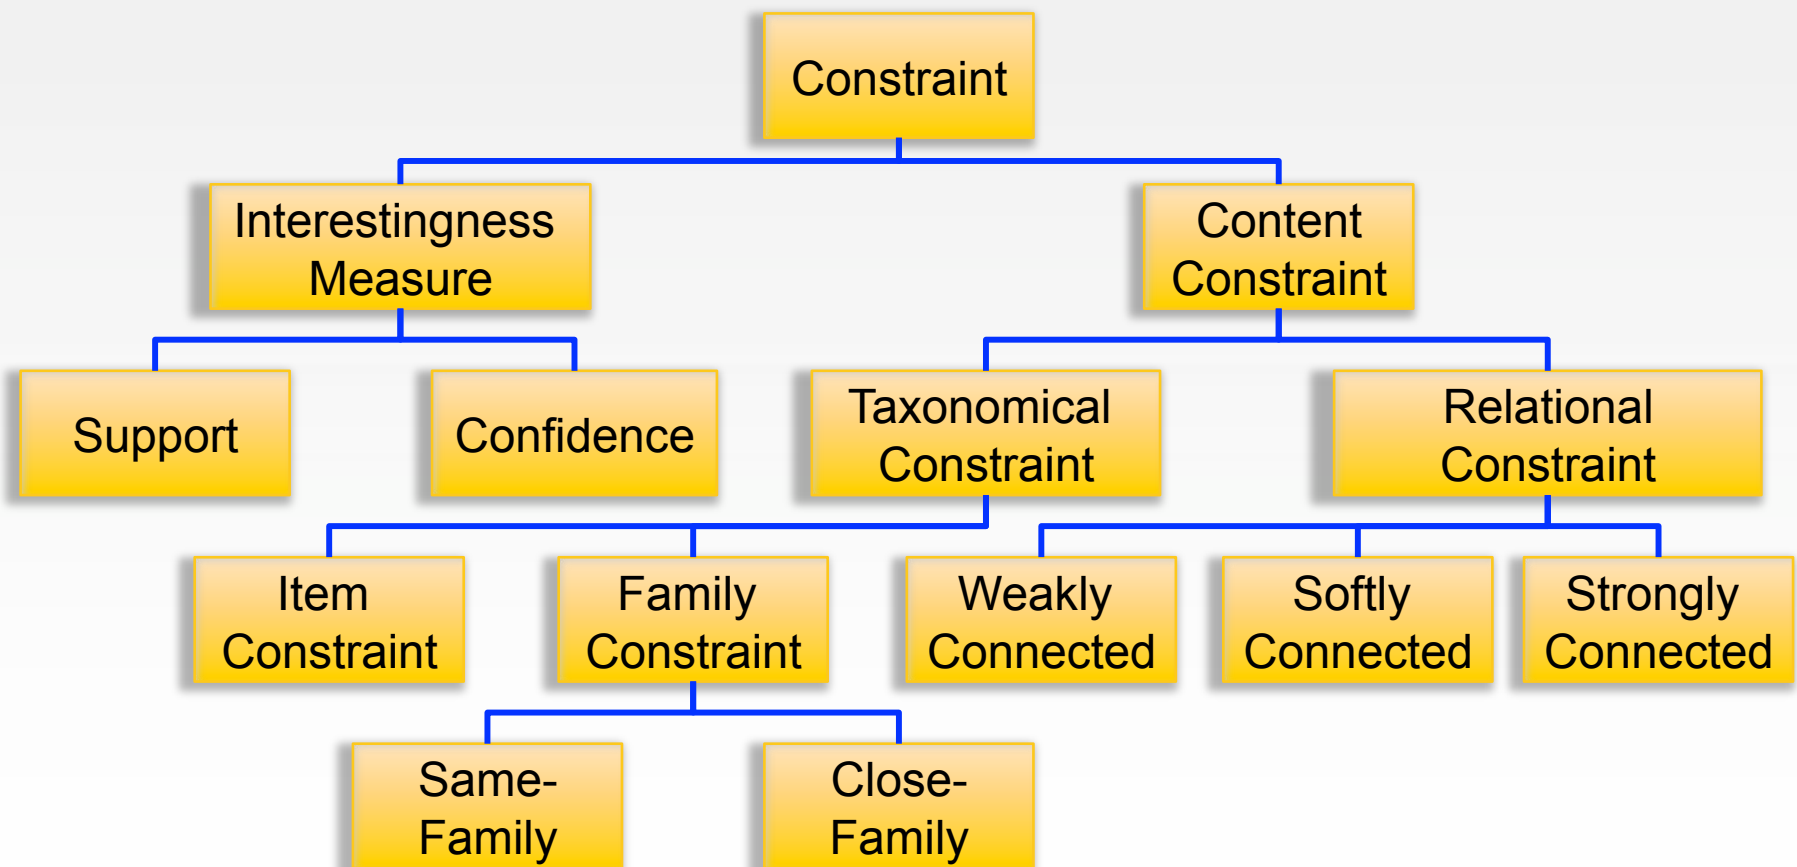 Constraint
Interestingness
Measure
Content
Constraint
Support
Confidence
Taxonomical
Constraint
Relational
Constraint
Item
Constraint
Family
Constraint
Weakly
Connected
Softly
Connected
Strongly
Connected
Same-
Family
Close-
Family